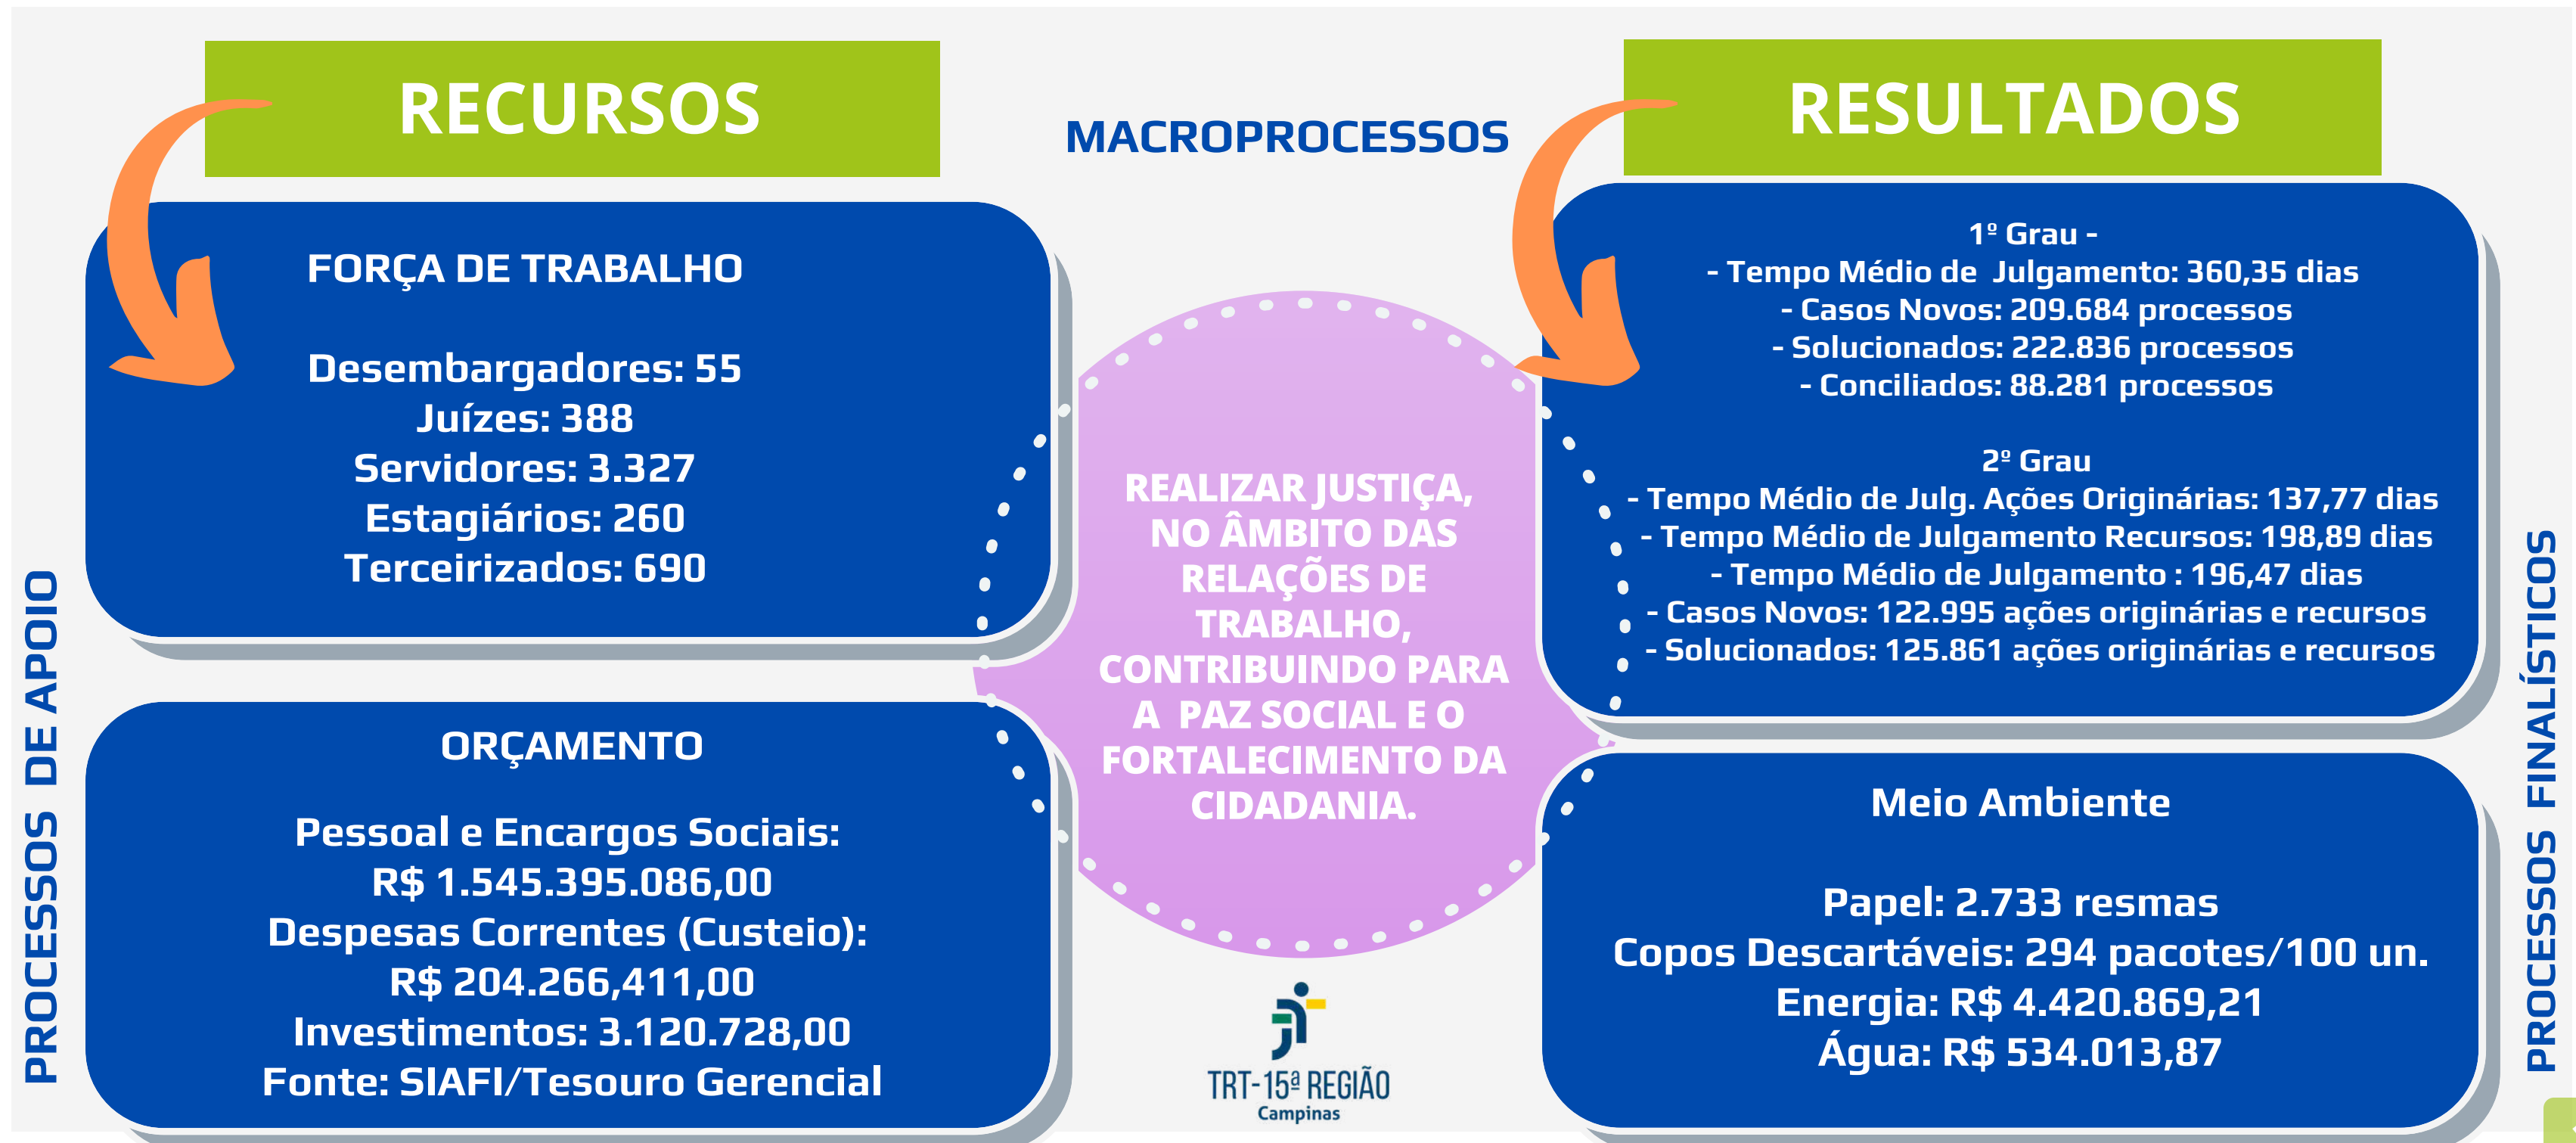 RECURSOS
FORÇA DE TRABALHO
Desembargadores: 55
Juízes: 388
Servidores: 3.327
Estagiários: 260
Terceirizados: 690
ORÇAMENTO
Pessoal e Encargos Sociais:
R$ 1.545.395.086,00
Despesas Correntes (Custeio):
R$ 204.266,411,00
Investimentos: 3.120.728,00
Fonte: SIAFI/Tesouro Gerencial
PROCESSOS DE APOIO
MACROPROCESSOS
REALIZAR JUSTIÇA,
NO ÂMBITO DAS
RELAÇÕES DE
TRABALHO,
CONTRIBUINDO PARA
A PAZ SOCIAL E O
FORTALECIMENTO DA
CIDADANIA.
TRT-15ª REGIÃO
Campinas
RESULTADOS
1º Grau -
- Tempo Médio de Julgamento: 360,35 dias
- Casos Novos: 209.684 processos
- Solucionados: 222.836 processos
- Conciliados: 88.281 processos
2º Grau
- Tempo Médio de Julg. Ações Originárias: 137,77 dias
- Tempo Médio de Julgamento Recursos: 198,89 dias
- Tempo Médio de Julgamento : 196,47 dias
- Casos Novos: 122.995 ações originárias e recursos
- Solucionados: 125.861 ações originárias e recursos
Meio Ambiente
Papel: 2.733 resmas
Copos Descartáveis: 294 pacotes/100 un.
Energia: R$ 4.420.869,21
Água: R$ 534.013,87
PROCESSOS FINALÍSTICOS